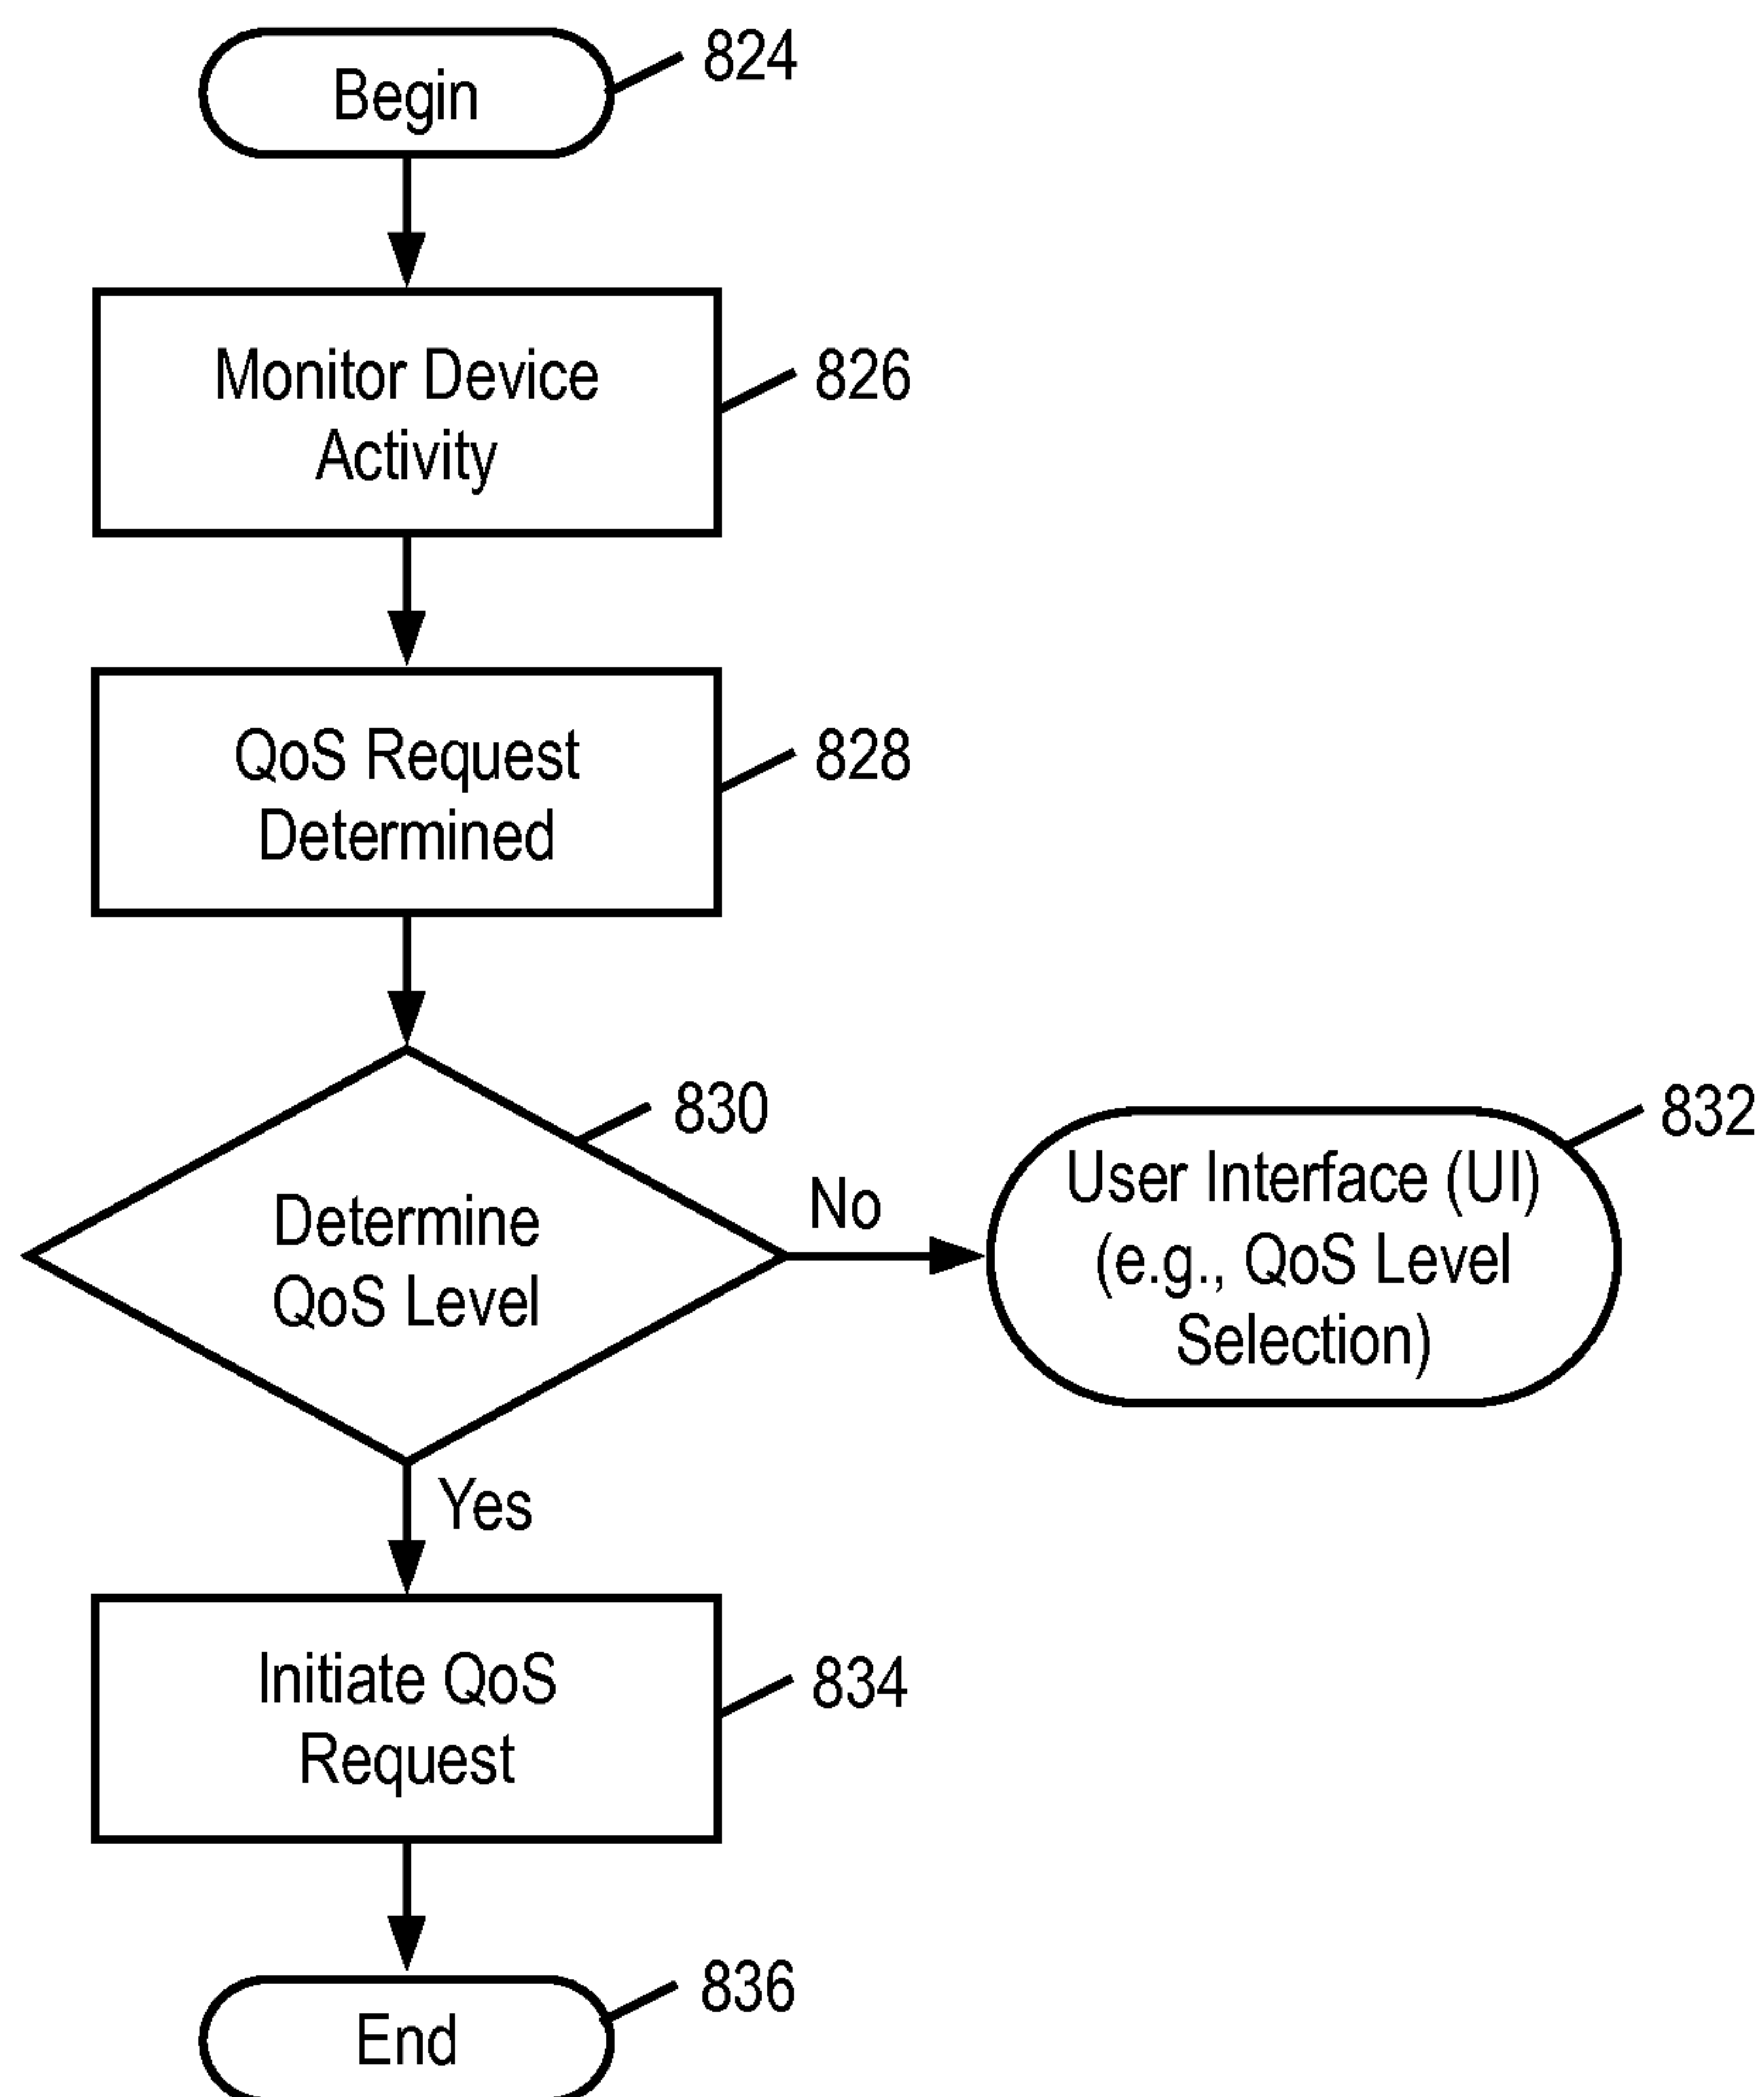 Begin
824
Monitor Device
Activity
826
QoS Request
Determined
828
Determine
QoS Level
830
No
User Interface (UI)
(e.g., QoS Level
Selection)
832
Yes
Initiate QoS
Request
834
End
836